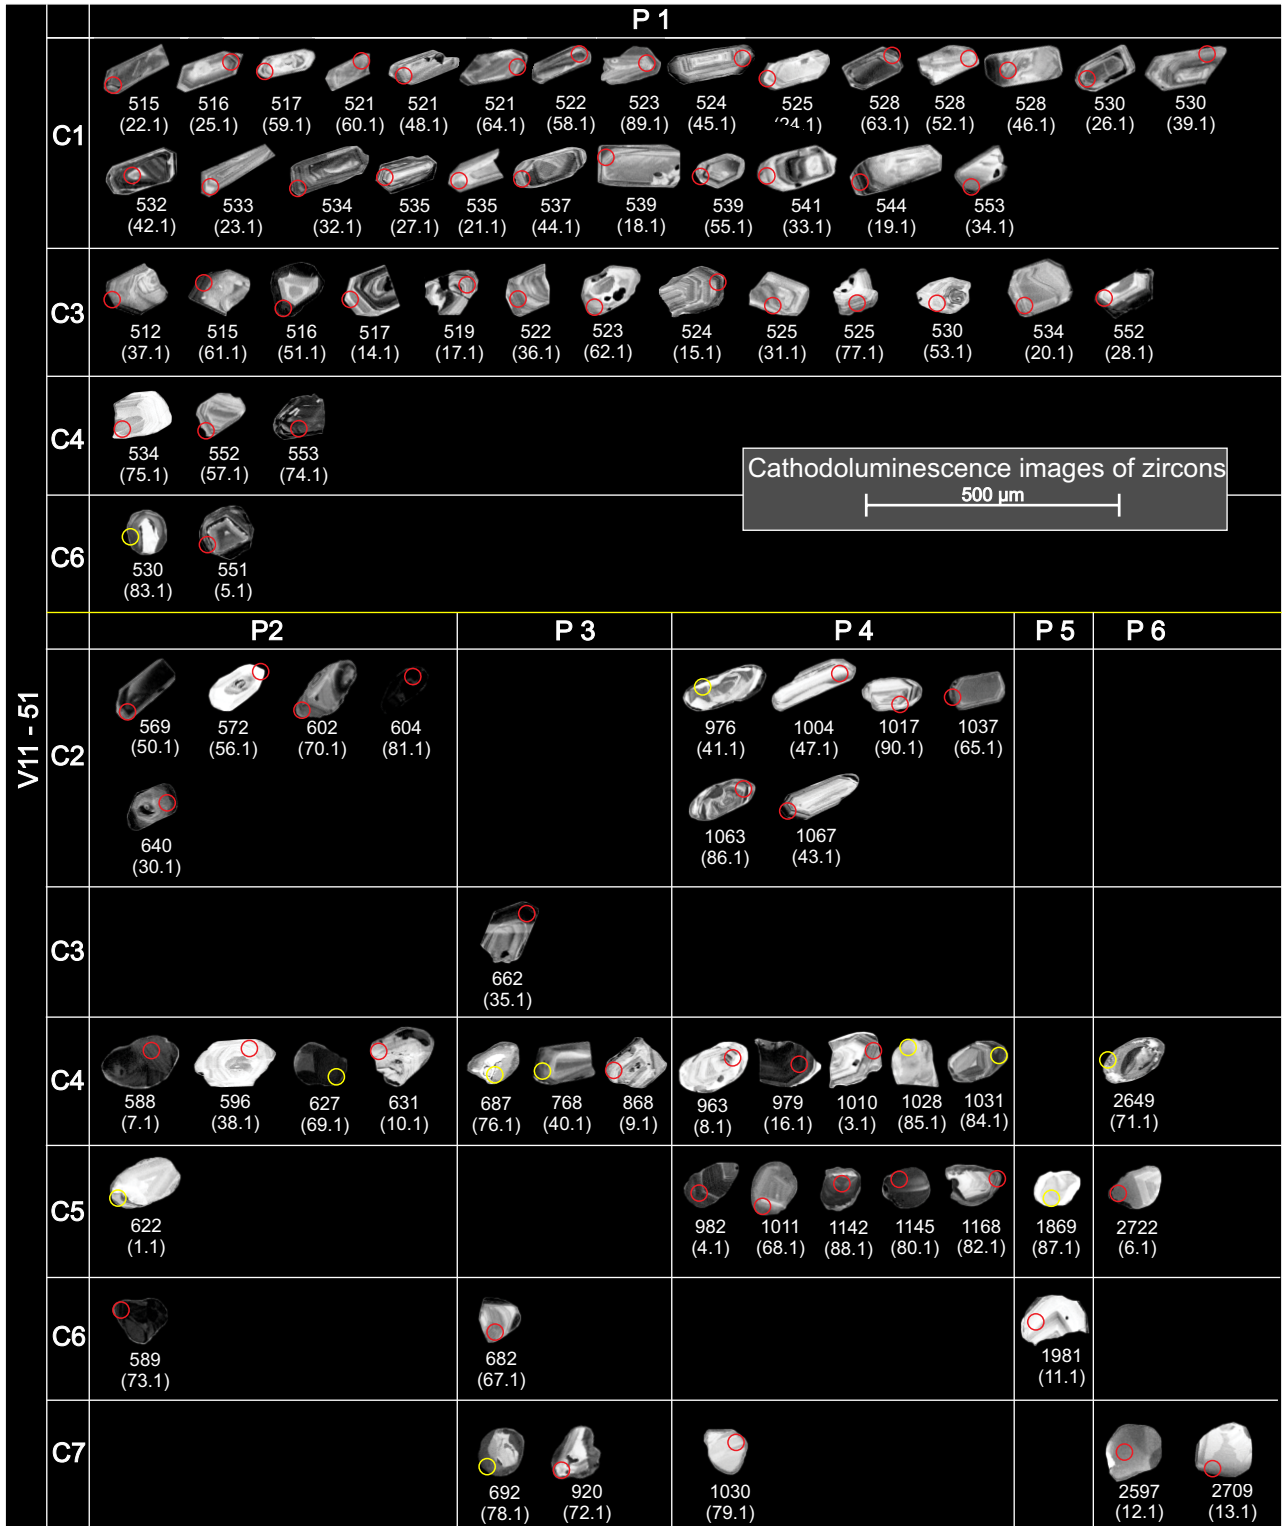 P 1
C1
515 516 517 521 521 521 522 523 524 525 528 528 528 530 530
(22.1) (25.1) (59.1) (60.1) (48.1) (64.1) (58.1) (89.1) (45.1) (24.1) (63.1) (52.1) (46.1) (26.1) (39.1)
532 533 534 535 535 537 539 539 541 544 553
(42.1) (23.1) (32.1) (27.1) (21.1) (44.1) (18.1) (55.1) (33.1) (19.1) (34.1)
C3
512 515 516 517 519 522 523 524 525 525 530 534 552
(37.1) (61.1) (51.1) (14.1) (17.1) (36.1) (62.1) (15.1) (31.1) (77.1) (53.1) (20.1) (28.1)
C4
534 552 553
(75.1) (57.1) (74.1)
Cathodoluminescence images of zircons
500 µm
C6
530 551
(83.1) (5.1)
V11 - 51
P2 P 3 P 4 P 5 P 6
C2
569 572 602 604 976 1004 1017 1037
(50.1) (56.1) (70.1) (81.1) (41.1) (47.1) (90.1) (65.1)
640 1063 1067
(30.1) (86.1) (43.1)
C3
662
(35.1)
C4
588 596 627 631 687 768 868 963 979 1010 1028 1031 2649
(7.1) (38.1) (69.1) (10.1) (76.1) (40.1) (9.1) (8.1) (16.1) (3.1) (85.1) (84.1) (71.1)
C5
622 982 1011 1142 1145 1168 1869 2722
(1.1) (4.1) (68.1) (88.1) (80.1) (82.1) (87.1) (6.1)
C6
589 682 1981
(73.1) (67.1) (11.1)
C7
692 920 1030 2597 2709
(78.1) (72.1) (79.1) (12.1) (13.1)